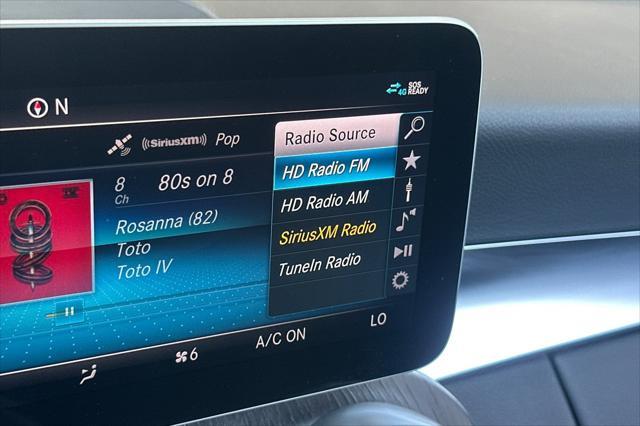 N
4G
SOS
READY
((SiriusXM)) Pop
Radio Source
8
Ch
80s on 8
HD Radio FM
Rosanna (82)
HD Radio AM
Toto
SiriusXM Radio
Toto IV
TuneIn Radio
6
A/C ON
LO